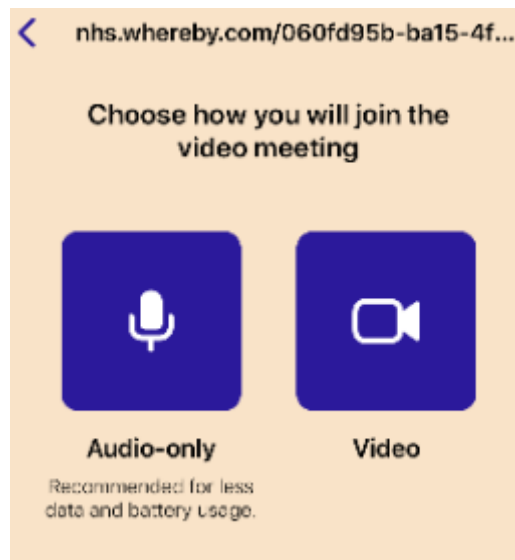 nhs.whereby.com/060fd95b-ba15-4f...
Choose how you will join the
video meeting
Audio-only
Video
Recommended for less
data and battery usage.